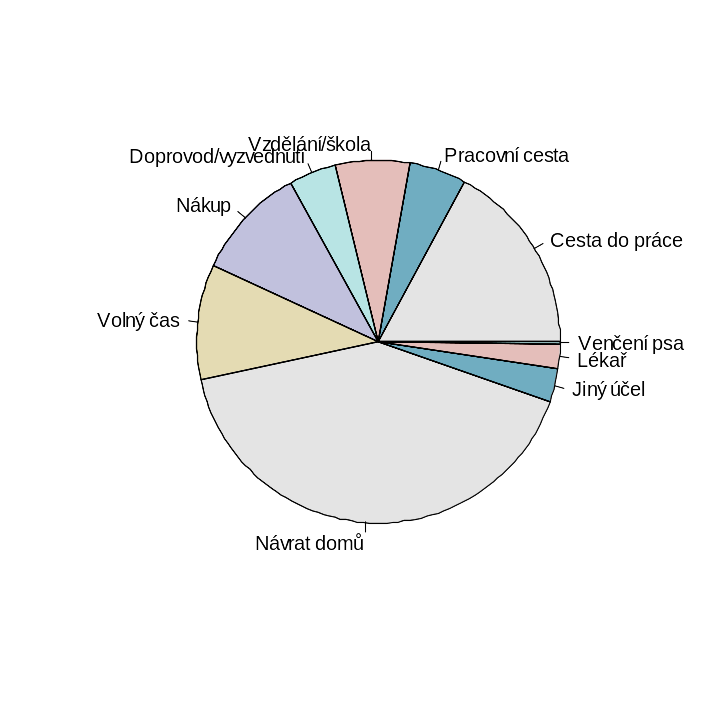 Vzdělání/škola
Doprovod/vyzvednutí
Pracovní cesta
Nákup
Cesta do práce
Volný čas
Venčení psa
Lékař
Jiný účel
Návrat domů